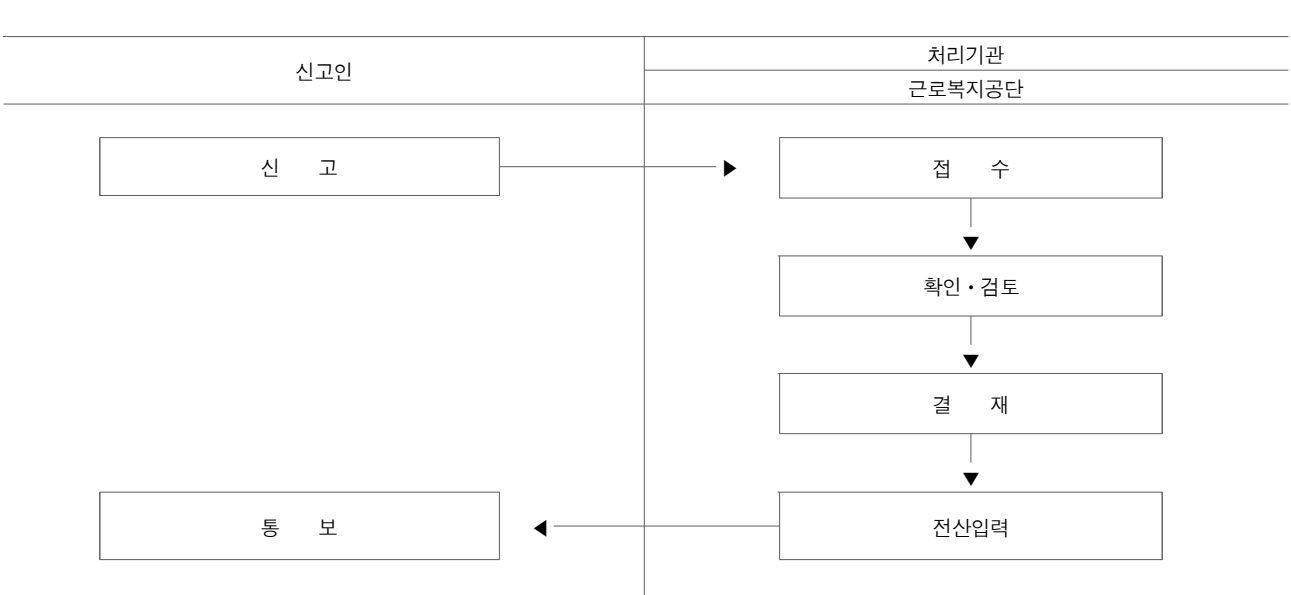 신고인
처리기관
근로복지공단
신 고
접 수
확인·검토
결 재
통 보
전산입력